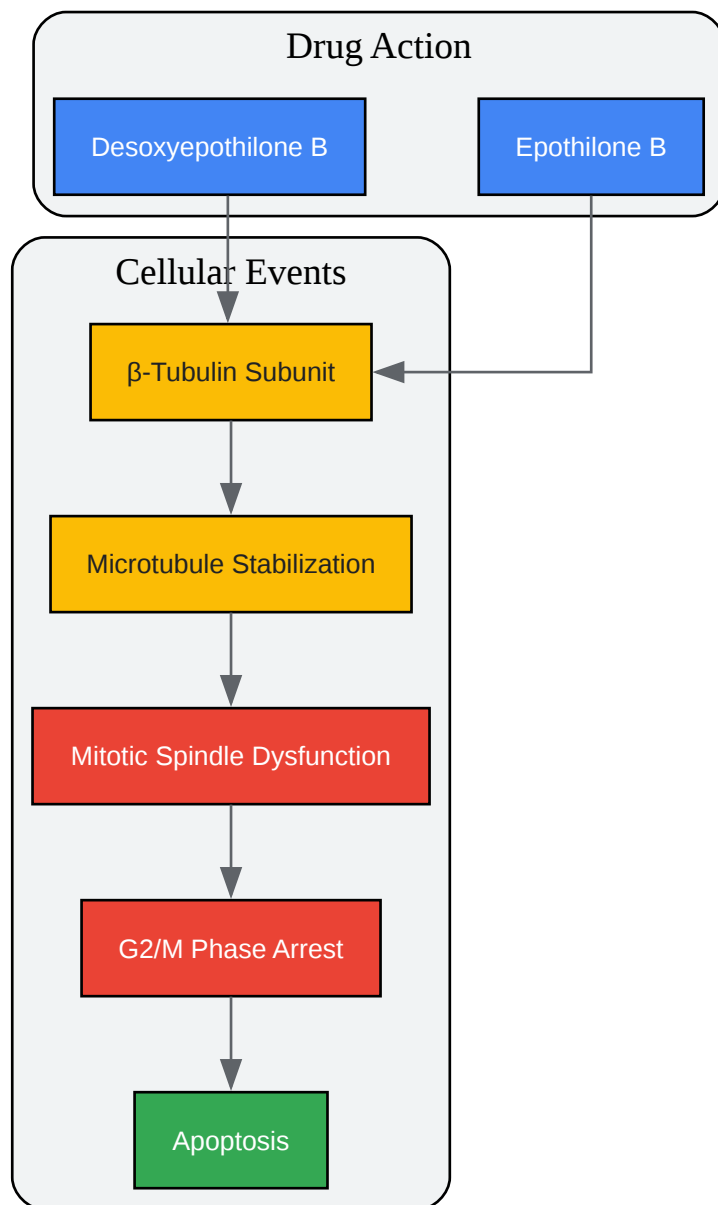 Drug Action
Desoxyepothilone B
Epothilone B
Cellular Events
β-Tubulin Subunit
Microtubule Stabilization
Mitotic Spindle Dysfunction
G2/M Phase Arrest
Apoptosis